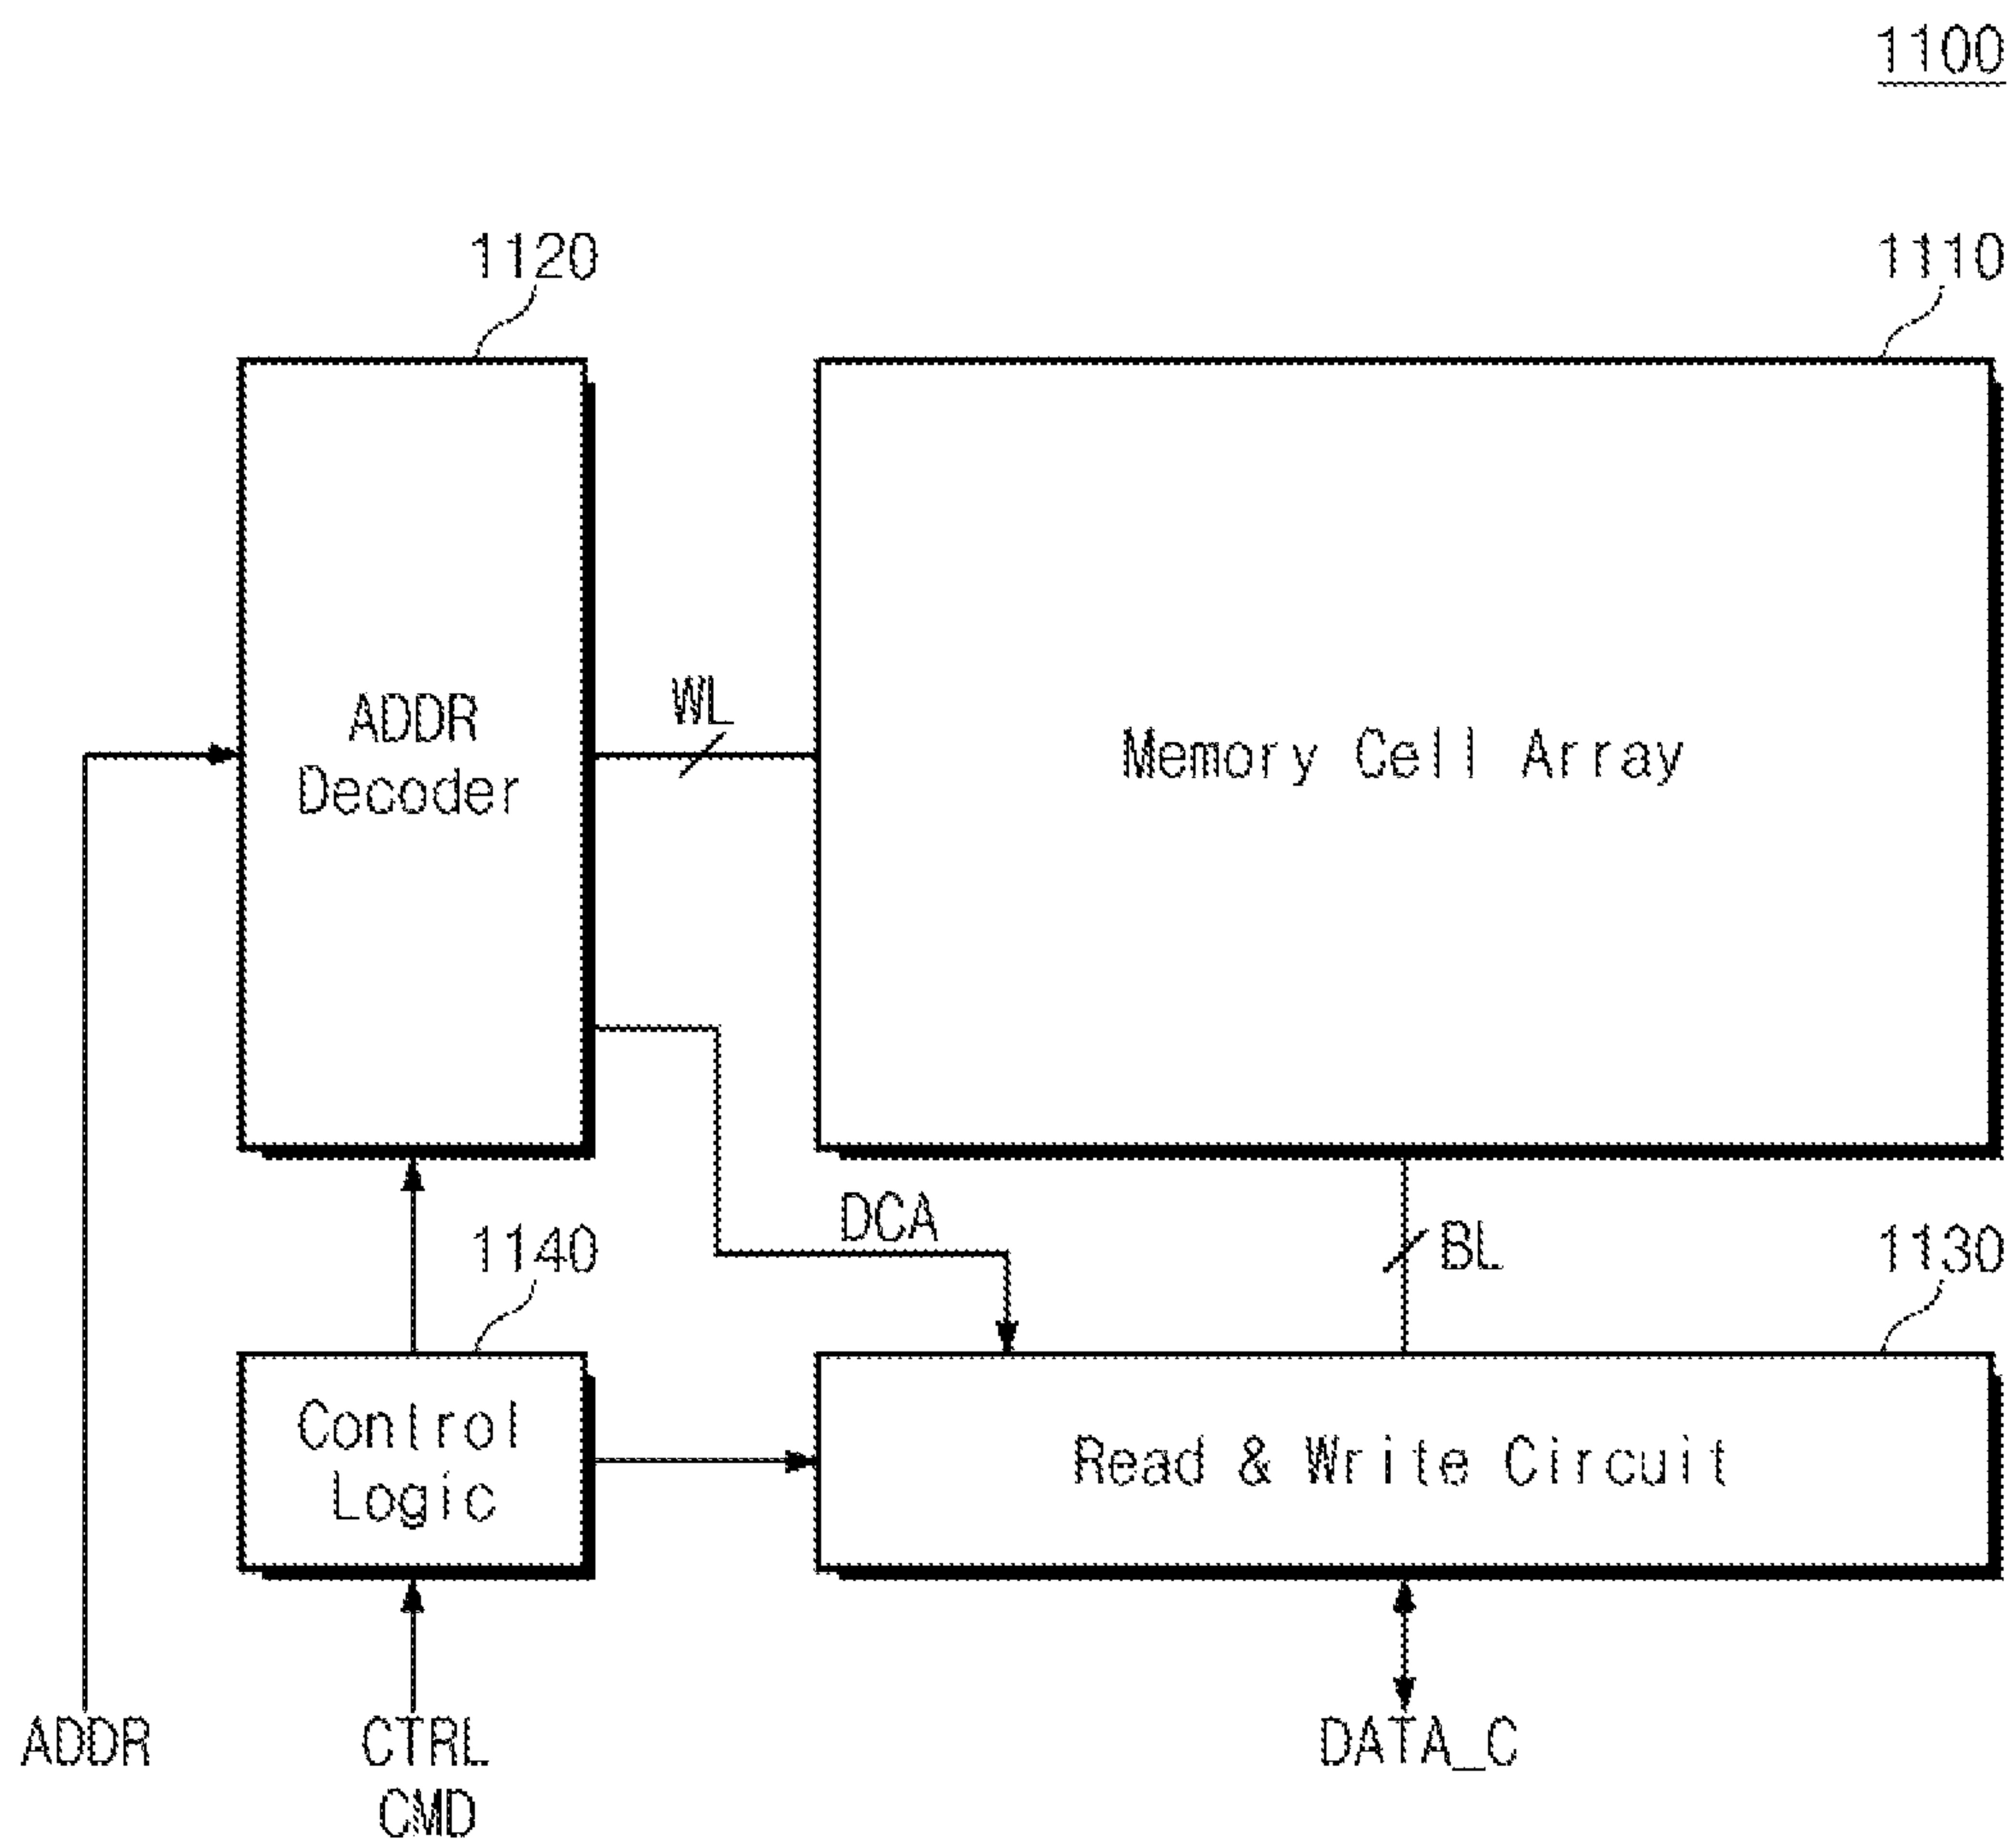 1100
1120
1110
ADDR
Decoder
WL
Memory Cell Array
DCA
BL
1140
1130
Control
Logic
Read & Write Circuit
ADDR
CTRL
CMD
DATA_C